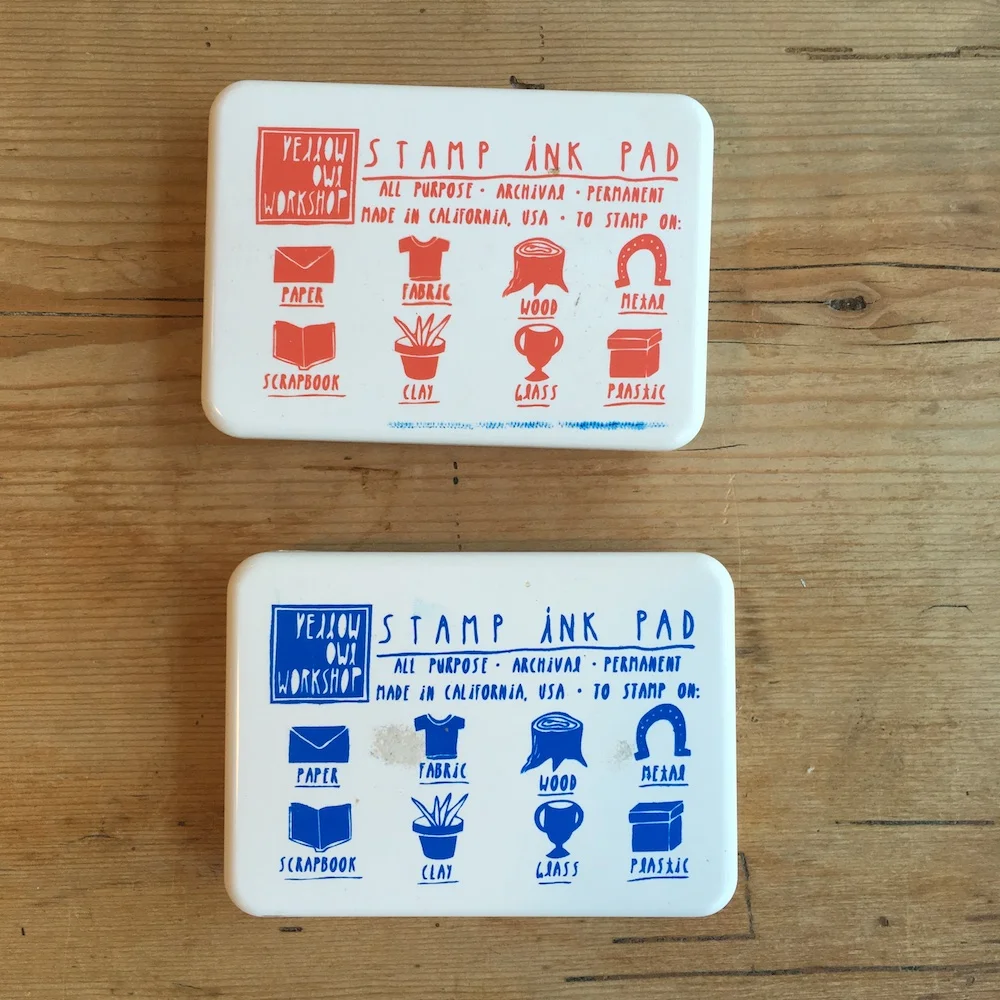 YELLOW
OWL
WORKSHOP
STAMP INK PAD
ALL PURPOSE · ARCHIVAL · PERMANENT
MADE IN CALIFORNIA, USA · TO STAMP ON:
PAPER FABRIC WOOD METAL
SCRAPBOOK CLAY GLASS PLASTIC
YELLOW
OWL
WORKSHOP
STAMP INK PAD
ALL PURPOSE · ARCHIVAL · PERMANENT
MADE IN CALIFORNIA, USA · TO STAMP ON:
PAPER FABRIC WOOD METAL
SCRAPBOOK CLAY GLASS PLASTIC